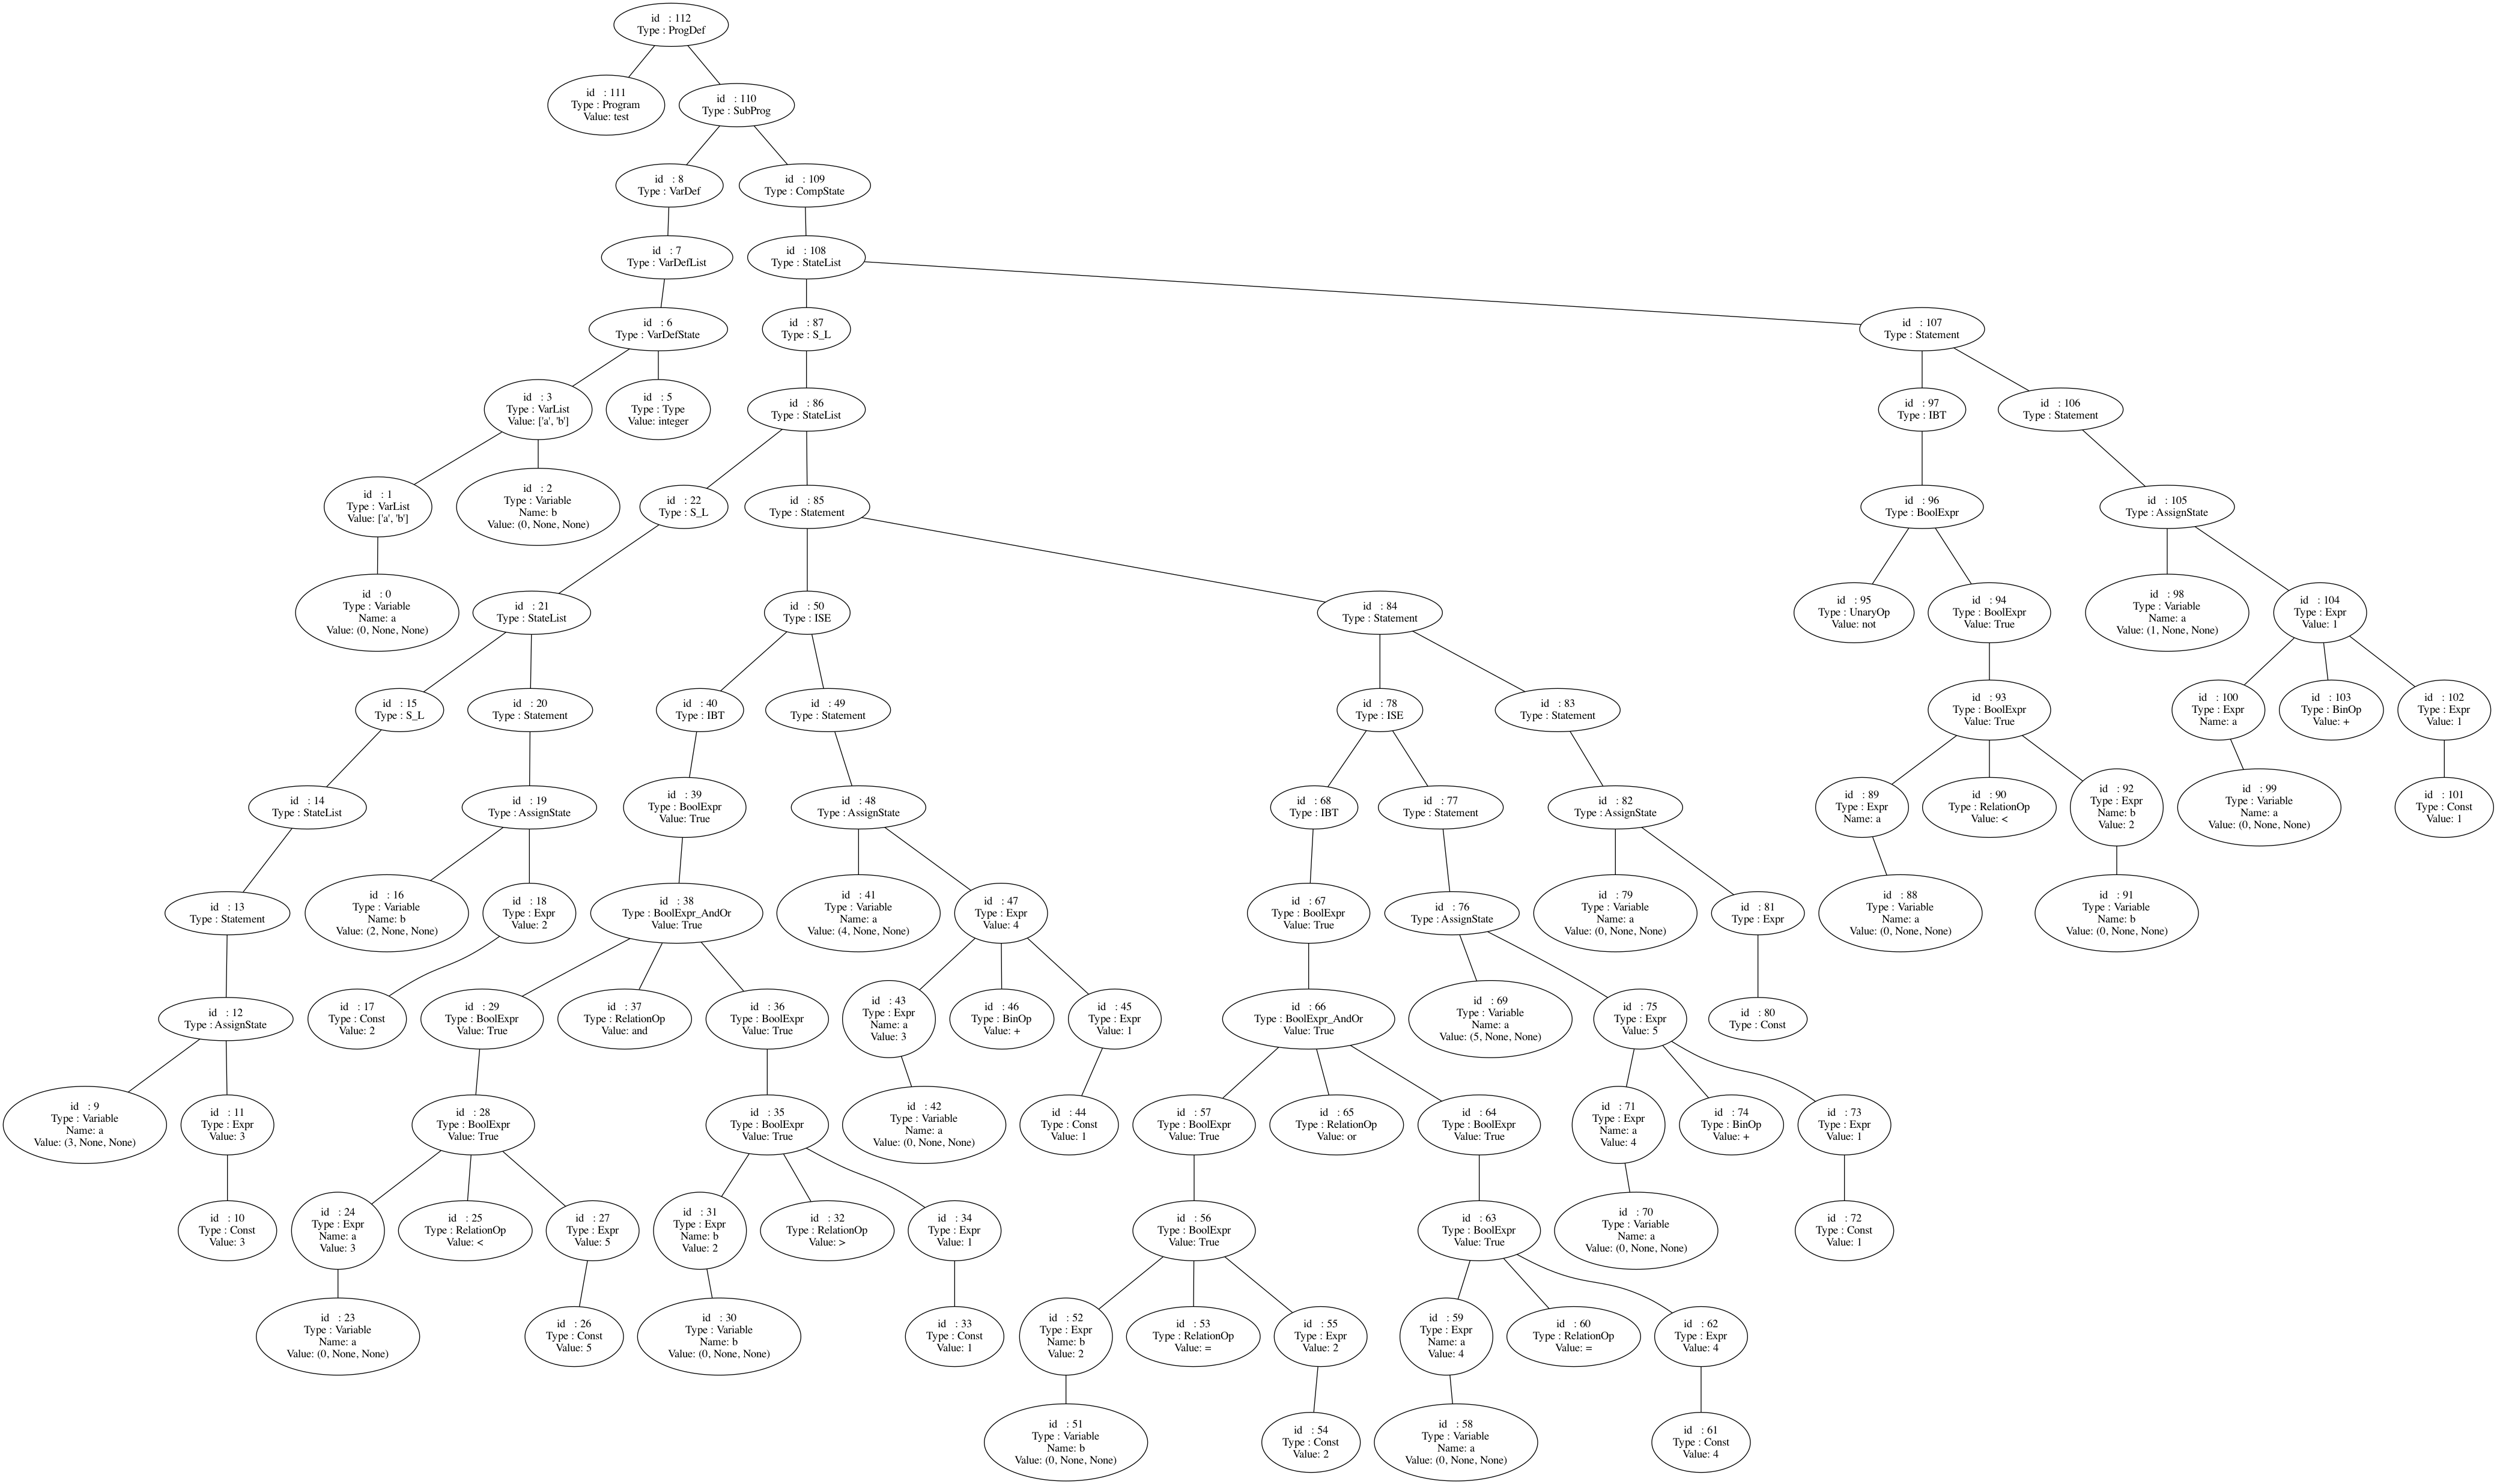 id : 112
Type : ProgDef
id : 111
Type : Program
Value: test
id : 110
Type : SubProg
id : 8
Type : VarDef
id : 109
Type : CompState
id : 7
Type : VarDefList
id : 108
Type : StateList
id : 6
Type : VarDefState
id : 87
Type : S_L
id : 107
Type : Statement
id : 3
Type : VarList
Value: ['a', 'b']
id : 5
Type : Type
Value: integer
id : 86
Type : StateList
id : 97
Type : IBT
id : 106
Type : Statement
id : 1
Type : VarList
Value: ['a', 'b']
id : 2
Type : Variable
Name: b
Value: (0, None, None)
id : 22
Type : S_L
id : 85
Type : Statement
id : 96
Type : BoolExpr
id : 105
Type : AssignState
id : 0
Type : Variable
Name: a
Value: (0, None, None)
id : 21
Type : StateList
id : 50
Type : ISE
id : 84
Type : Statement
id : 95
Type : UnaryOp
Value: not
id : 94
Type : BoolExpr
Value: True
id : 98
Type : Variable
Name: a
Value: (1, None, None)
id : 104
Type : Expr
Value: 1
id : 15
Type : S_L
id : 20
Type : Statement
id : 40
Type : IBT
id : 49
Type : Statement
id : 78
Type : ISE
id : 83
Type : Statement
id : 93
Type : BoolExpr
Value: True
id : 100
Type : Expr
Name: a
id : 103
Type : BinOp
Value: +
id : 102
Type : Expr
Value: 1
id : 14
Type : StateList
id : 19
Type : AssignState
id : 39
Type : BoolExpr
Value: True
id : 48
Type : AssignState
id : 68
Type : IBT
id : 77
Type : Statement
id : 82
Type : AssignState
id : 89
Type : Expr
Name: a
id : 90
Type : RelationOp
Value: <
id : 92
Type : Expr
Name: b
Value: 2
id : 99
Type : Variable
Name: a
Value: (0, None, None)
id : 101
Type : Const
Value: 1
id : 13
Type : Statement
id : 16
Type : Variable
Name: b
Value: (2, None, None)
id : 18
Type : Expr
Value: 2
id : 38
Type : BoolExpr_AndOr
Value: True
id : 41
Type : Variable
Name: a
Value: (4, None, None)
id : 47
Type : Expr
Value: 4
id : 67
Type : BoolExpr
Value: True
id : 76
Type : AssignState
id : 79
Type : Variable
Name: a
Value: (0, None, None)
id : 81
Type : Expr
id : 88
Type : Variable
Name: a
Value: (0, None, None)
id : 91
Type : Variable
Name: b
Value: (0, None, None)
id : 12
Type : AssignState
id : 17
Type : Const
Value: 2
id : 29
Type : BoolExpr
Value: True
id : 37
Type : RelationOp
Value: and
id : 36
Type : BoolExpr
Value: True
id : 43
Type : Expr
Name: a
Value: 3
id : 46
Type : BinOp
Value: +
id : 45
Type : Expr
Value: 1
id : 66
Type : BoolExpr_AndOr
Value: True
id : 69
Type : Variable
Name: a
Value: (5, None, None)
id : 75
Type : Expr
Value: 5
id : 80
Type : Const
id : 9
Type : Variable
Name: a
Value: (3, None, None)
id : 11
Type : Expr
Value: 3
id : 28
Type : BoolExpr
Value: True
id : 35
Type : BoolExpr
Value: True
id : 42
Type : Variable
Name: a
Value: (0, None, None)
id : 44
Type : Const
Value: 1
id : 57
Type : BoolExpr
Value: True
id : 65
Type : RelationOp
Value: or
id : 64
Type : BoolExpr
Value: True
id : 71
Type : Expr
Name: a
Value: 4
id : 74
Type : BinOp
Value: +
id : 73
Type : Expr
Value: 1
id : 10
Type : Const
Value: 3
id : 24
Type : Expr
Name: a
Value: 3
id : 25
Type : RelationOp
Value: <
id : 27
Type : Expr
Value: 5
id : 31
Type : Expr
Name: b
Value: 2
id : 32
Type : RelationOp
Value: >
id : 34
Type : Expr
Value: 1
id : 56
Type : BoolExpr
Value: True
id : 63
Type : BoolExpr
Value: True
id : 70
Type : Variable
Name: a
Value: (0, None, None)
id : 72
Type : Const
Value: 1
id : 23
Type : Variable
Name: a
Value: (0, None, None)
id : 26
Type : Const
Value: 5
id : 30
Type : Variable
Name: b
Value: (0, None, None)
id : 33
Type : Const
Value: 1
id : 52
Type : Expr
Name: b
Value: 2
id : 53
Type : RelationOp
Value: =
id : 55
Type : Expr
Value: 2
id : 59
Type : Expr
Name: a
Value: 4
id : 60
Type : RelationOp
Value: =
id : 62
Type : Expr
Value: 4
id : 51
Type : Variable
Name: b
Value: (0, None, None)
id : 54
Type : Const
Value: 2
id : 58
Type : Variable
Name: a
Value: (0, None, None)
id : 61
Type : Const
Value: 4